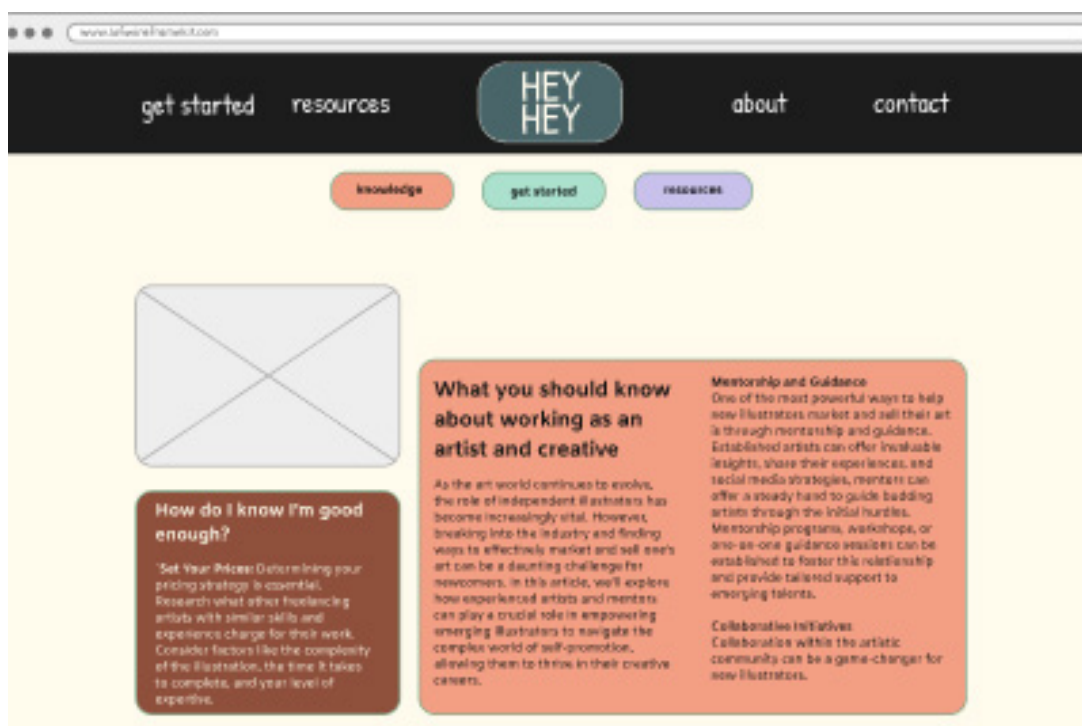 get started
resources
HEY
HEY
about
contact
knowledge
get started
resources
How do I know I'm good
enough?
*Set Your Prices: Determining your
pricing strategy is essential.
Research what other freelancing
artists with similar skills and
experience charge for their work.
Consider factors like the complexity
of the illustration, the time it takes
to complete, and your level of
expertise.
What you should know
about working as an
artist and creative
As the art world continues to evolve,
the role of independent illustrators has
become increasingly vital. However,
breaking into the industry and finding
ways to effectively market and sell one's
art can be a daunting challenge for
newcomers. In this article, we'll explore
how experienced artists and mentors
can play a crucial role in empowering
emerging illustrators to navigate the
complex world of self-promotion,
allowing them to thrive in their creative
careers.
Mentorship and Guidance
One of the most powerful ways to help
new illustrators market and sell their art
is through mentorship and guidance.
Established artists can offer invaluable
insights, share their experiences, and
social media strategies, mentors can
offer a steady hand to guide budding
artists through the initial hurdles.
Mentorship programs, workshops, or
one-on-one guidance sessions can be
established to foster this relationship
and provide tailored support to
emerging talents.
Collaborative Initiatives
Collaboration within the artistic
community can be a game-changer for
new illustrators.